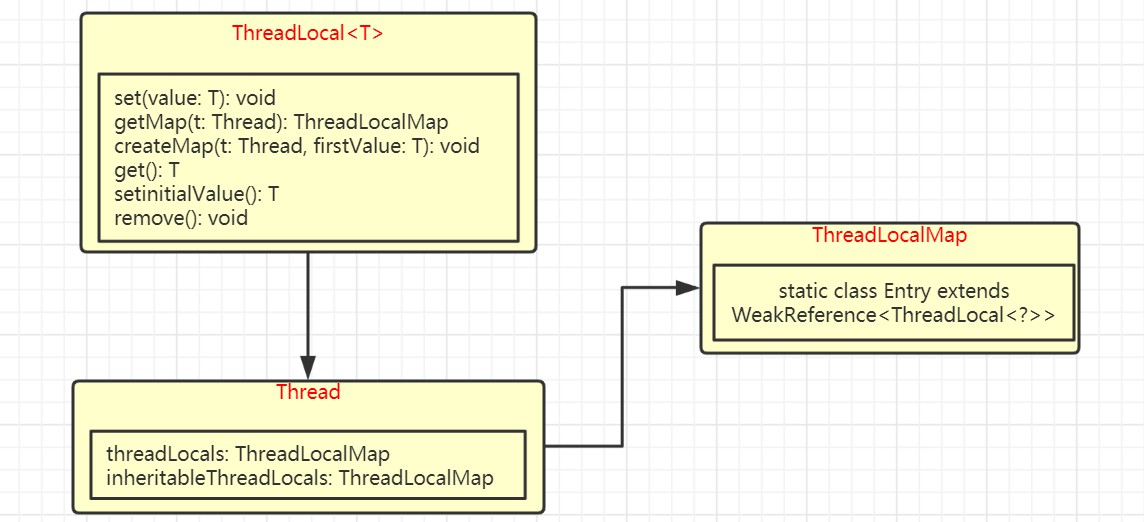 ThreadLocal<T>
set(value: T): void
getMap(t: Thread): ThreadLocalMap
createMap(t: Thread, firstValue: T): void
get(): T
setinitialValue(): T
remove(): void
ThreadLocalMap
static class Entry extends
WeakReference<ThreadLocal<?>>
Thread
threadLocals: ThreadLocalMap
inheritableThreadLocals: ThreadLocalMap